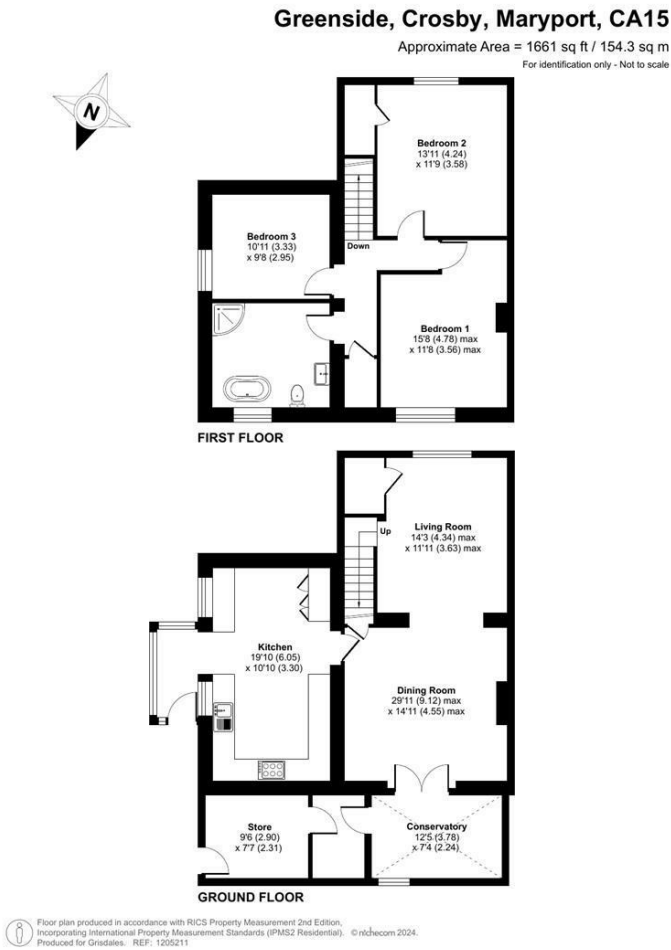 Greenside, Crosby, Maryport, CA15
Approximate Area = 1661 sq ft / 154.3 sq m
For identification only - Not to scale
N
Bedroom 2
13'11 (4.24)
x 11'9 (3.58)
Bedroom 3
10'11 (3.33)
x 9'8 (2.95)
Down
Bedroom 1
15'8 (4.78) max
x 11'8 (3.56) max
FIRST FLOOR
Living Room
14'3 (4.34) max
x 11'11 (3.63) max
Up
Kitchen
19'10 (6.05)
x 10'10 (3.30)
Dining Room
29'11 (9.12) max
x 14'11 (4.55) max
Store
9'6 (2.90)
x 7'7 (2.31)
Conservatory
12'5 (3.78)
x 7'4 (2.24)
GROUND FLOOR
Floor plan produced in accordance with RICS Property Measurement 2nd Edition,
Incorporating International Property Measurement Standards (IPMS2 Residential). © nichecom 2024.
Produced for Grisdales. REF: 1205211